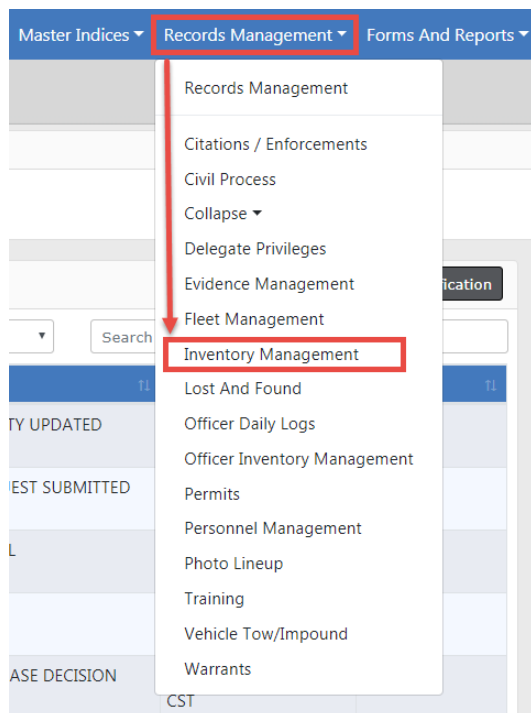 Master Indices Records Management Forms And Reports
Records Management
Citations / Enforcements
Civil Process
Collapse
Delegate Privileges
Evidence Management
ication
Fleet Management
Search
Inventory Management
Lost And Found
TY UPDATED
Officer Daily Logs
Officer Inventory Management
EST SUBMITTED
Permits
Personnel Management
L
Photo Lineup
Training
Vehicle Tow/Impound
Warrants
ASE DECISION
CST